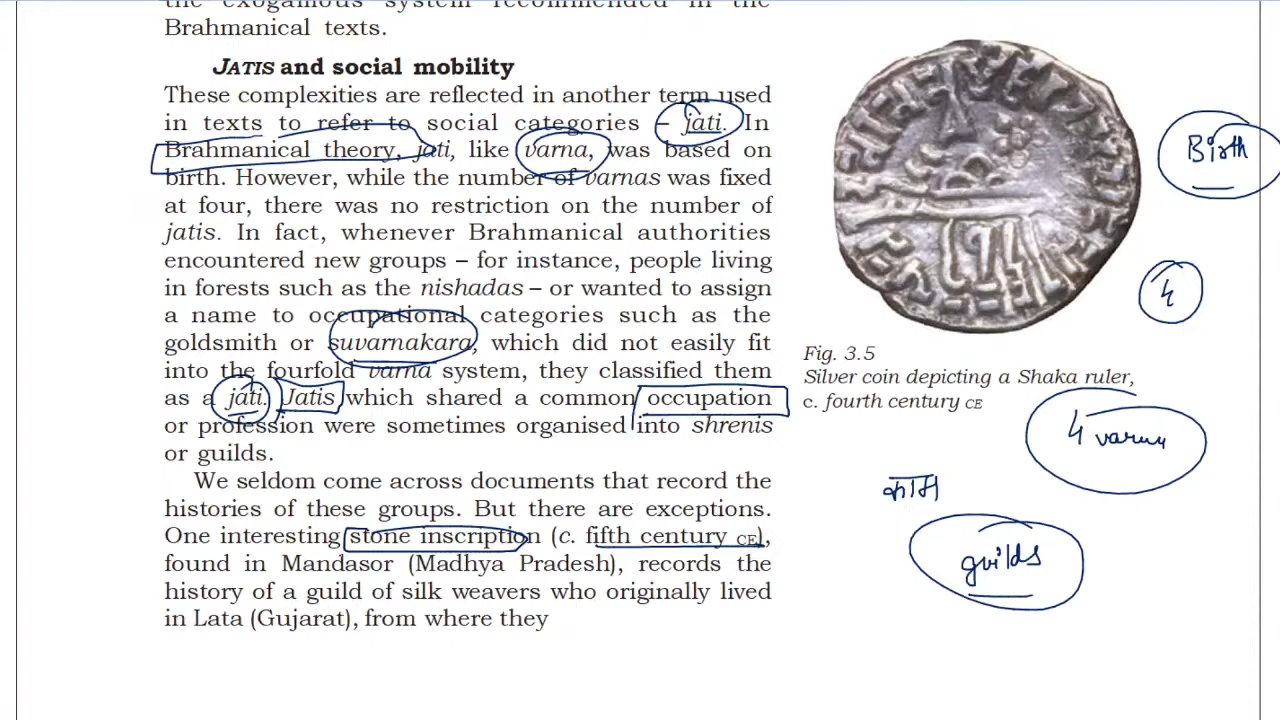 the exogamous system recommended in the
Brahmanical texts.
JATIS and social mobility
These complexities are reflected in another term used
in texts to refer to social categories – jati. In
Brahmanical theory, jati, like varna, was based on
birth. However, while the number of varnas was fixed
at four, there was no restriction on the number of
jatis. In fact, whenever Brahmanical authorities
encountered new groups – for instance, people living
in forests such as the nishadas – or wanted to assign
a name to occupational categories such as the
goldsmith or suvarnakara, which did not easily fit
into the fourfold varna system, they classified them
as a jati. Jatis which shared a common occupation
or profession were sometimes organised into shrenis
or guilds.
We seldom come across documents that record the
histories of these groups. But there are exceptions.
One interesting stone inscription (c. fifth century CE),
found in Mandasor (Madhya Pradesh), records the
history of a guild of silk weavers who originally lived
in Lata (Gujarat), from where they
Birth
4
Fig. 3.5
Silver coin depicting a Shaka ruler,
c. fourth century CE
4 varna
काम
guilds